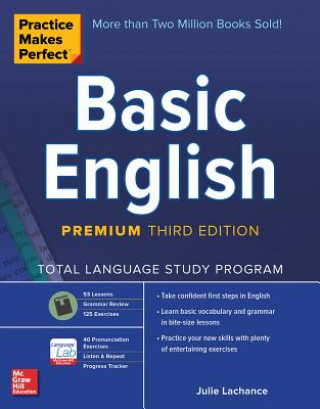 Practice
Makes
Perfect
More than Two Million Books Sold!
Basic
English
PREMIUM THIRD EDITION
TOTAL LANGUAGE STUDY PROGRAM
53 Lessons
Grammar Review
125 Exercises
• Take confident first steps in English
• Learn basic vocabulary and grammar
in bite-size lessons
• Practice your new skills with plenty
of entertaining exercises
Language
Lab
40 Pronunciation
Exercises
Listen & Repeat
Progress Tracker
Mc
Graw
Hill
Education
Julie Lachance